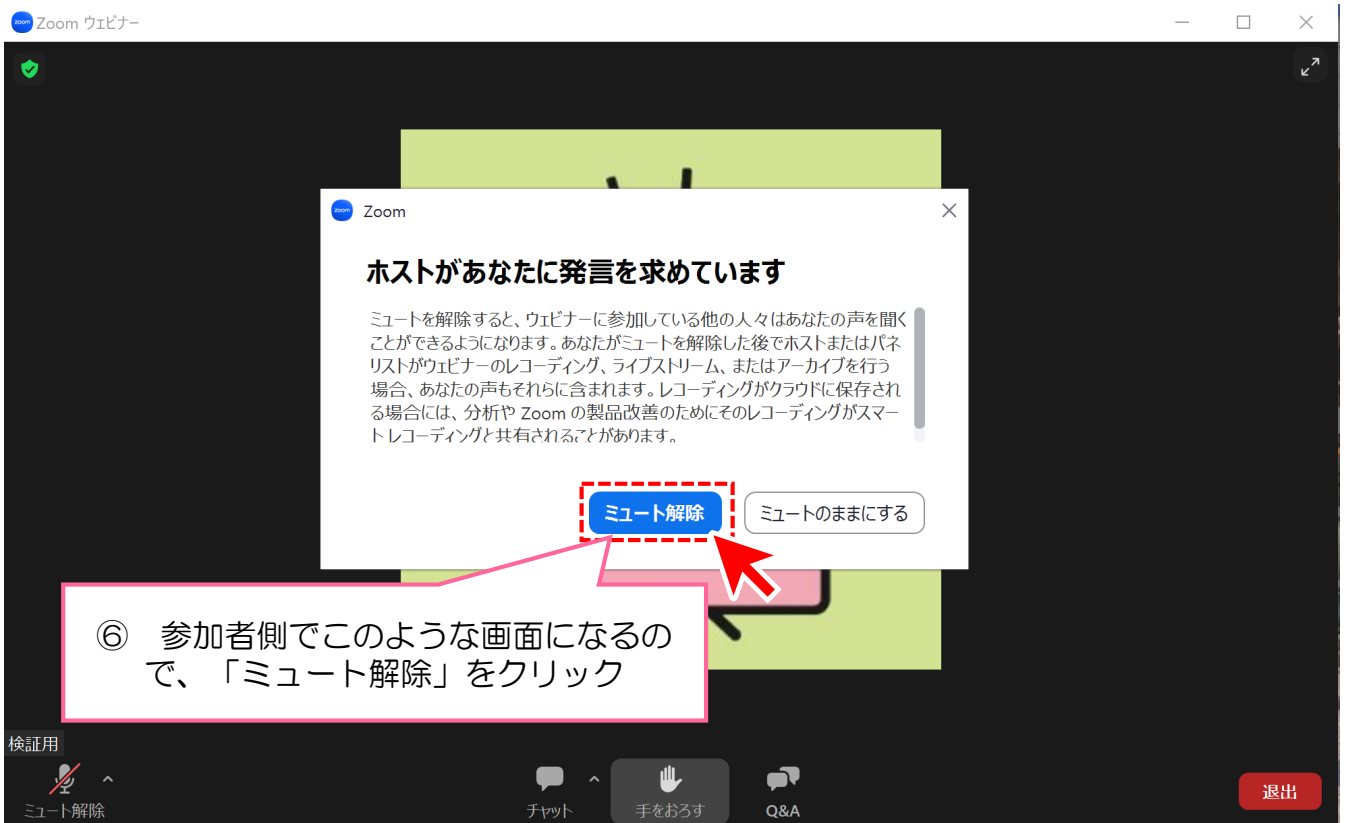 zoom Zoom ウェビナー
zoom Zoom
ホストがあなたに発言を求めています
ミュートを解除すると、ウェビナーに参加している他の人々はあなたの声を聞く
ことができるようになります。あなたがミュートを解除した後でホストまたはパネ
リストがウェビナーのレコーディング、ライブストリーム、またはアーカイブを行う
場合、あなたの声もそれらに含まれます。レコーディングがクラウドに保存され
る場合には、分析や Zoom の製品改善のためにそのレコーディングがスマー
トレコーディングと共有されることがあります。
ミュート解除 ミュートのままにする
⑥ 参加者側でこのような画面になるの
で、「ミュート解除」をクリック
検証用
ミュート解除 チャット 手をおろす Q&A 退出